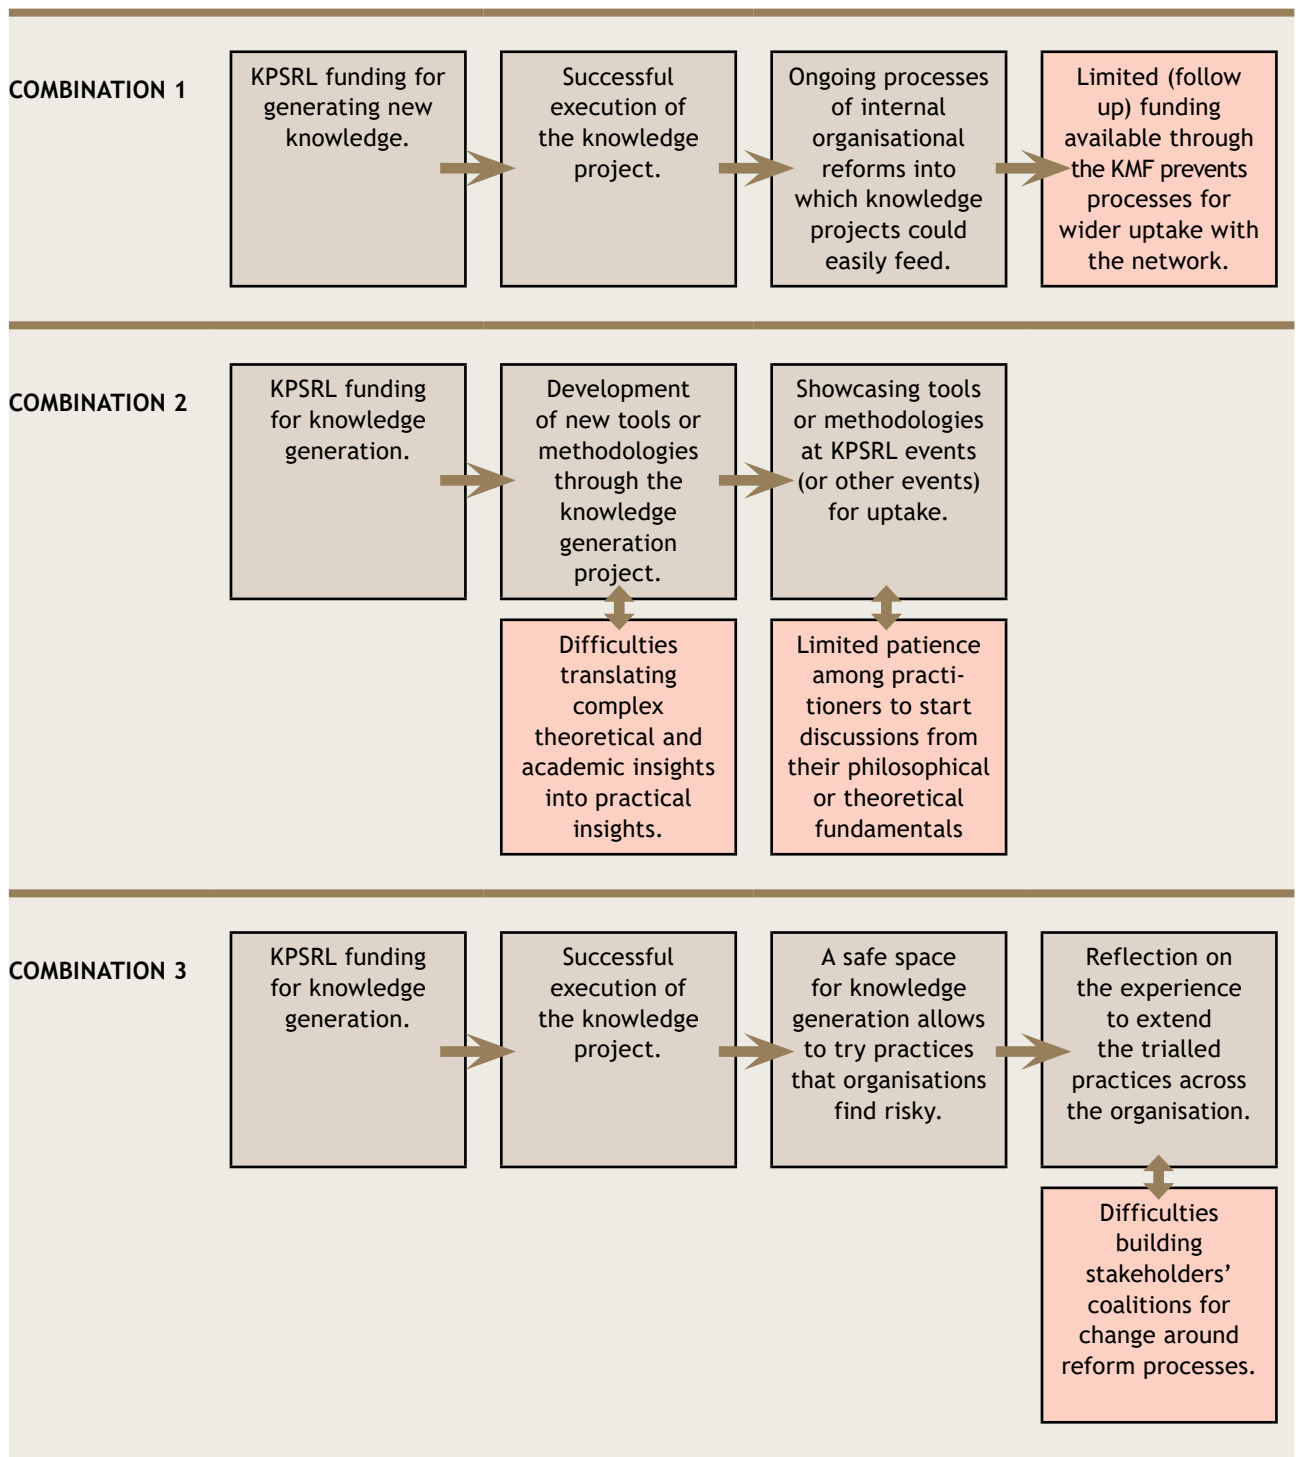 COMBINATION 1
KPSRL funding for
generating new
knowledge.
Successful
execution of
the knowledge
project.
Ongoing processes
of internal
organisational
reforms into
which knowledge
projects could
easily feed.
Limited (follow
up) funding
available through
the KMF prevents
processes for
wider uptake with
the network.
COMBINATION 2
KPSRL funding
for knowledge
generation.
Development
of new tools or
methodologies
through the
knowledge
generation
project.
Showcasing tools
or methodologies
at KPSRL events
(or other events)
for uptake.
Difficulties
translating
complex
theoretical and
academic insights
into practical
insights.
Limited patience
among practi-
tioners to start
discussions from
their philosophical
or theoretical
fundamentals
COMBINATION 3
KPSRL funding
for knowledge
generation.
Successful
execution of
the knowledge
project.
A safe space
for knowledge
generation allows
to try practices
that organisations
find risky.
Reflection on
the experience
to extend
the trialled
practices across
the organisation.
Difficulties
building
stakeholders’
coalitions for
change around
reform processes.